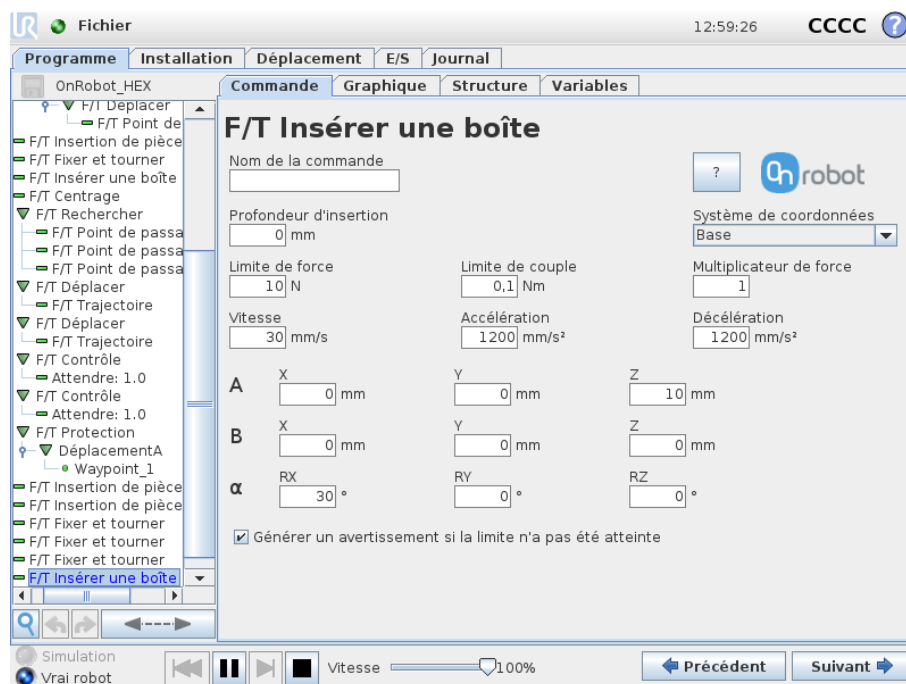 Fichier
12:59:26
CCCC
?
Programme
Installation
Déplacement
E/S
Journal
OnRobot_HEX
Commande
Graphique
Structure
Variables
F/T Déplacer
F/T Point de
F/T Insertion de pièce
F/T Fixer et tourner
F/T Insérer une boîte
F/T Centrage
F/T Rechercher
F/T Point de passa
F/T Point de passa
F/T Point de passa
F/T Déplacer
F/T Trajectoire
F/T Déplacer
F/T Trajectoire
F/T Contrôle
Attendre: 1.0
F/T Contrôle
Attendre: 1.0
F/T Protection
DéplacementA
Waypoint_1
F/T Insertion de pièce
F/T Insertion de pièce
F/T Fixer et tourner
F/T Fixer et tourner
F/T Fixer et tourner
F/T Insérer une boîte
F/T Insérer une boîte
Nom de la commande
?
On robot
Profondeur d'insertion
0 mm
Système de coordonnées
Base
Limite de force
10 N
Limite de couple
0,1 Nm
Multiplicateur de force
1
Vitesse
30 mm/s
Accélération
1200 mm/s²
Décélération
1200 mm/s²
A
X
0 mm
Y
0 mm
Z
10 mm
B
X
0 mm
Y
0 mm
Z
0 mm
α
RX
30 °
RY
0 °
RZ
0 °
Générer un avertissement si la limite n'a pas été atteinte
Simulation
Vrai robot
Vitesse
100%
Précédent
Suivant